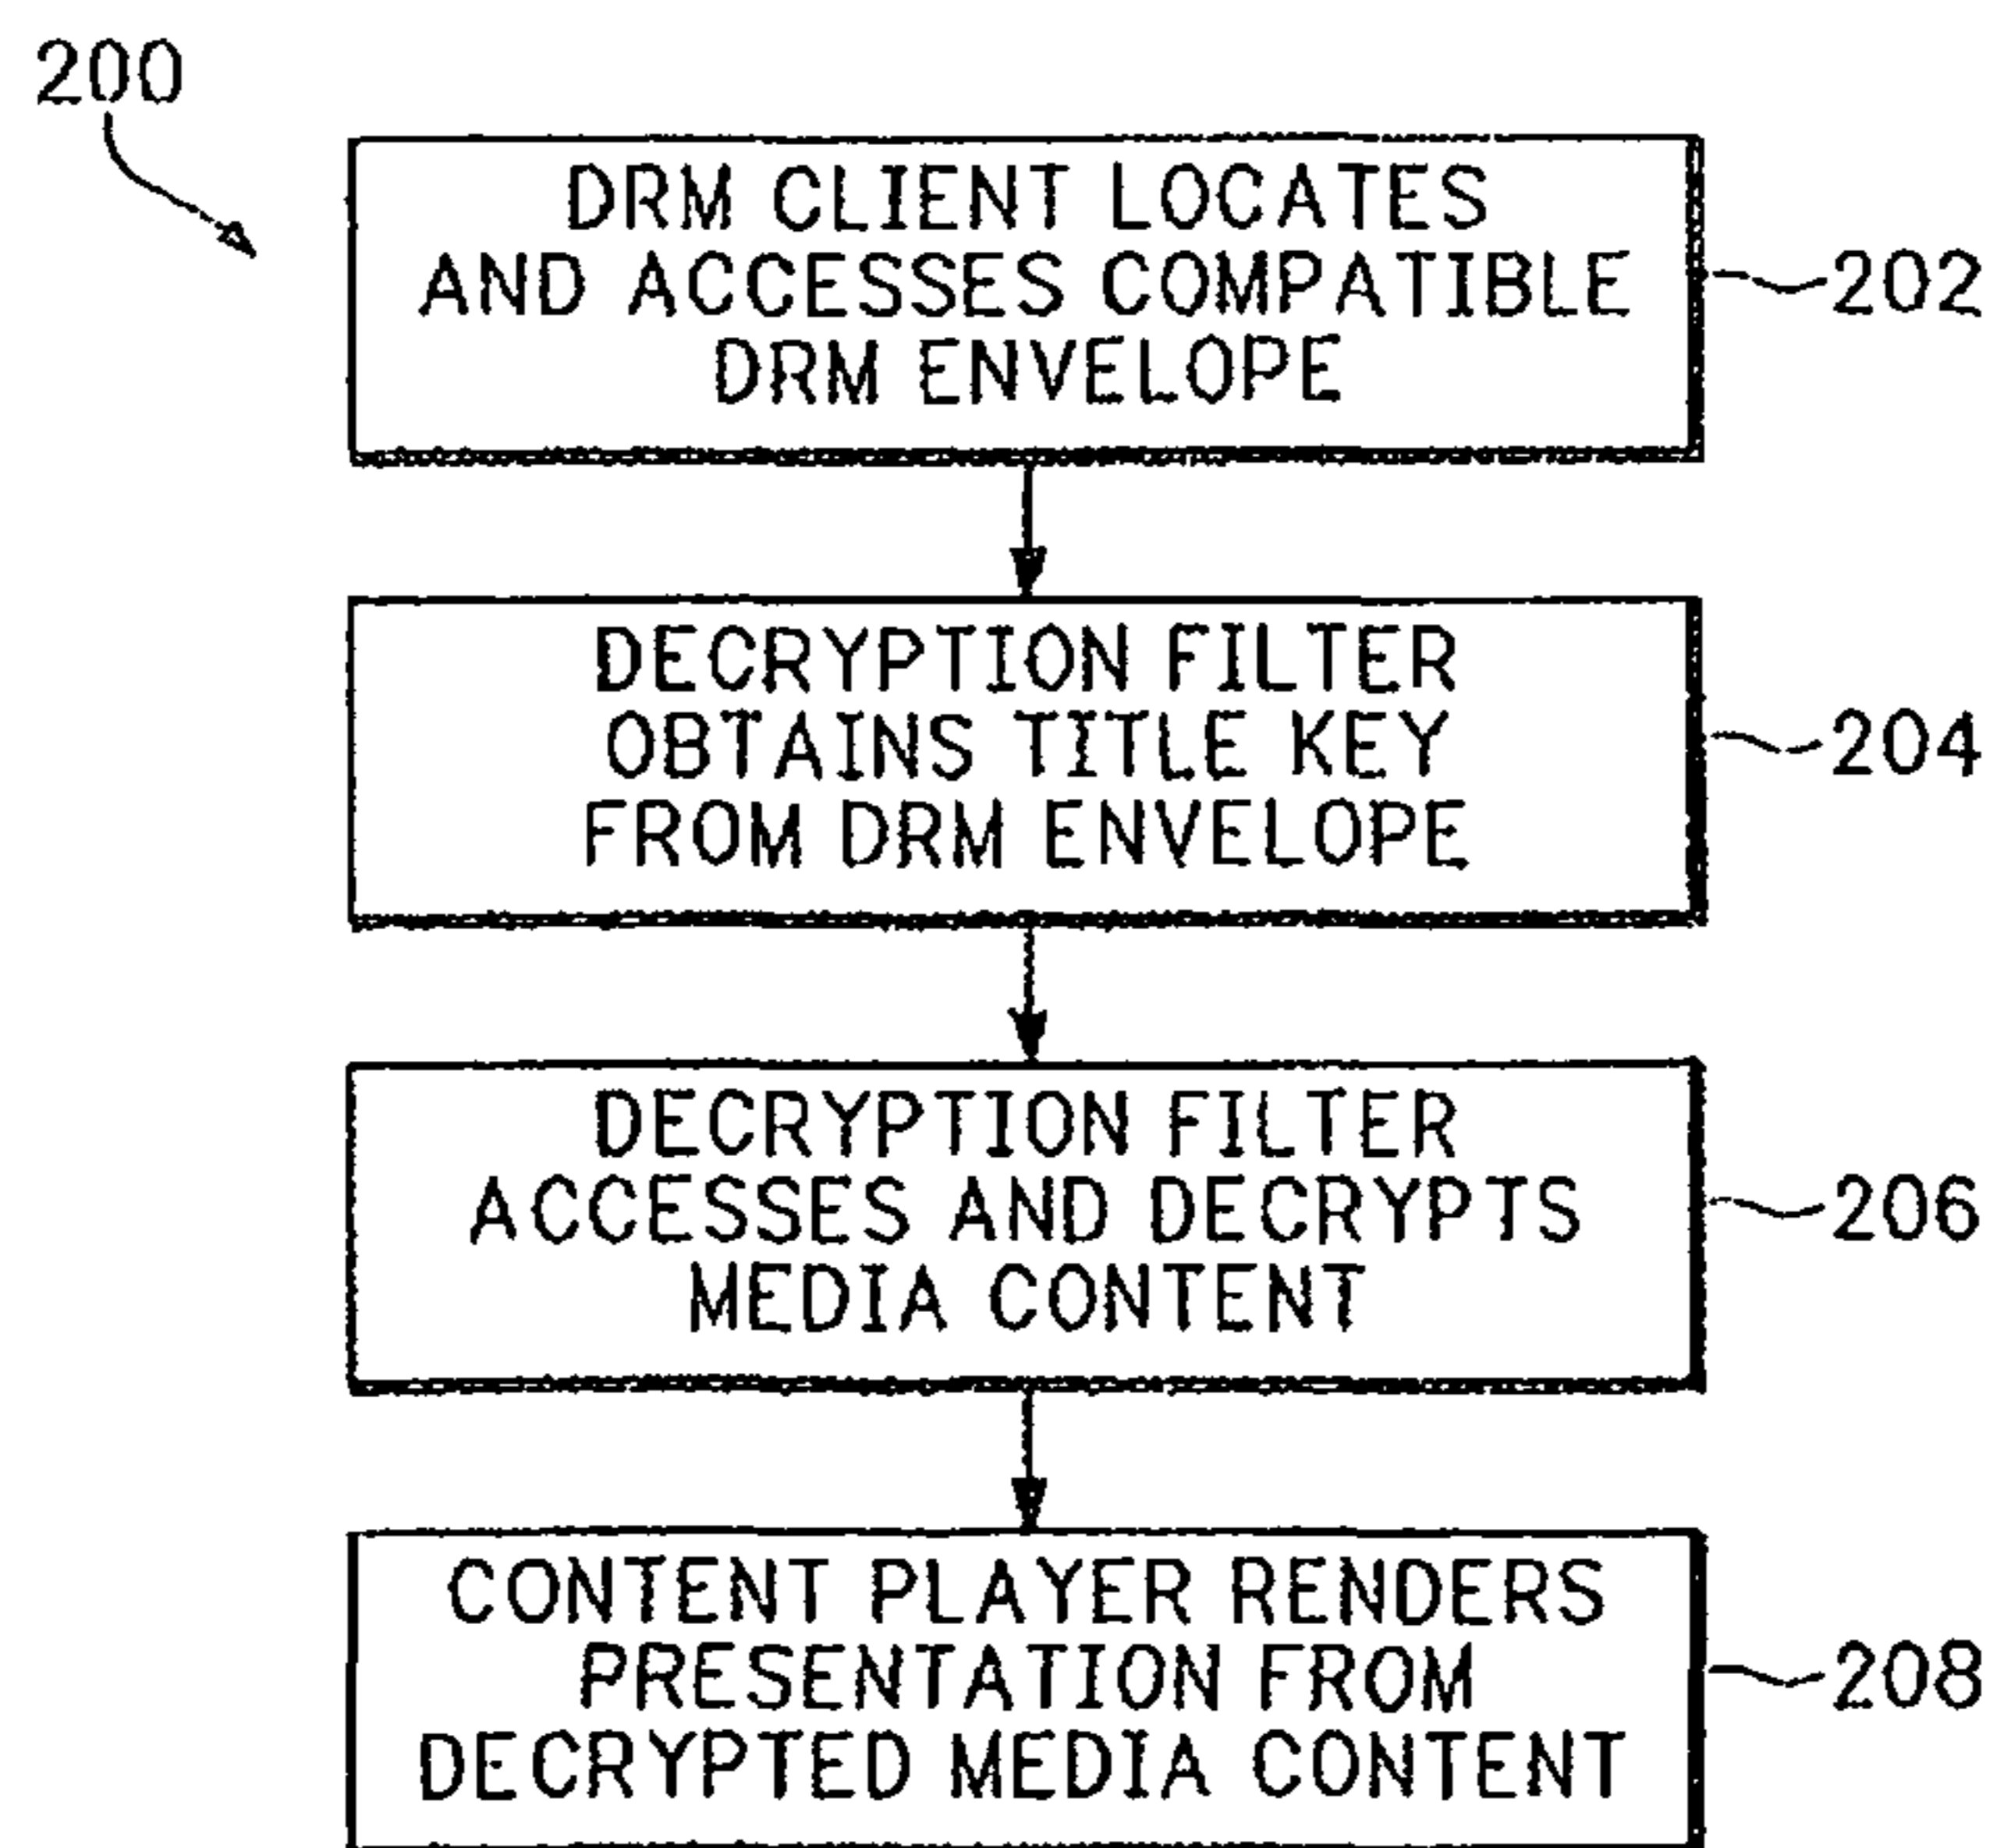 200
DRM CLIENT LOCATES
AND ACCESSES COMPATIBLE
DRM ENVELOPE
202
DECRYPTION FILTER
OBTAINS TITLE KEY
FROM DRM ENVELOPE
204
DECRYPTION FILTER
ACCESSES AND DECRYPTS
MEDIA CONTENT
206
CONTENT PLAYER RENDERS
PRESENTATION FROM
DECRYPTED MEDIA CONTENT
208